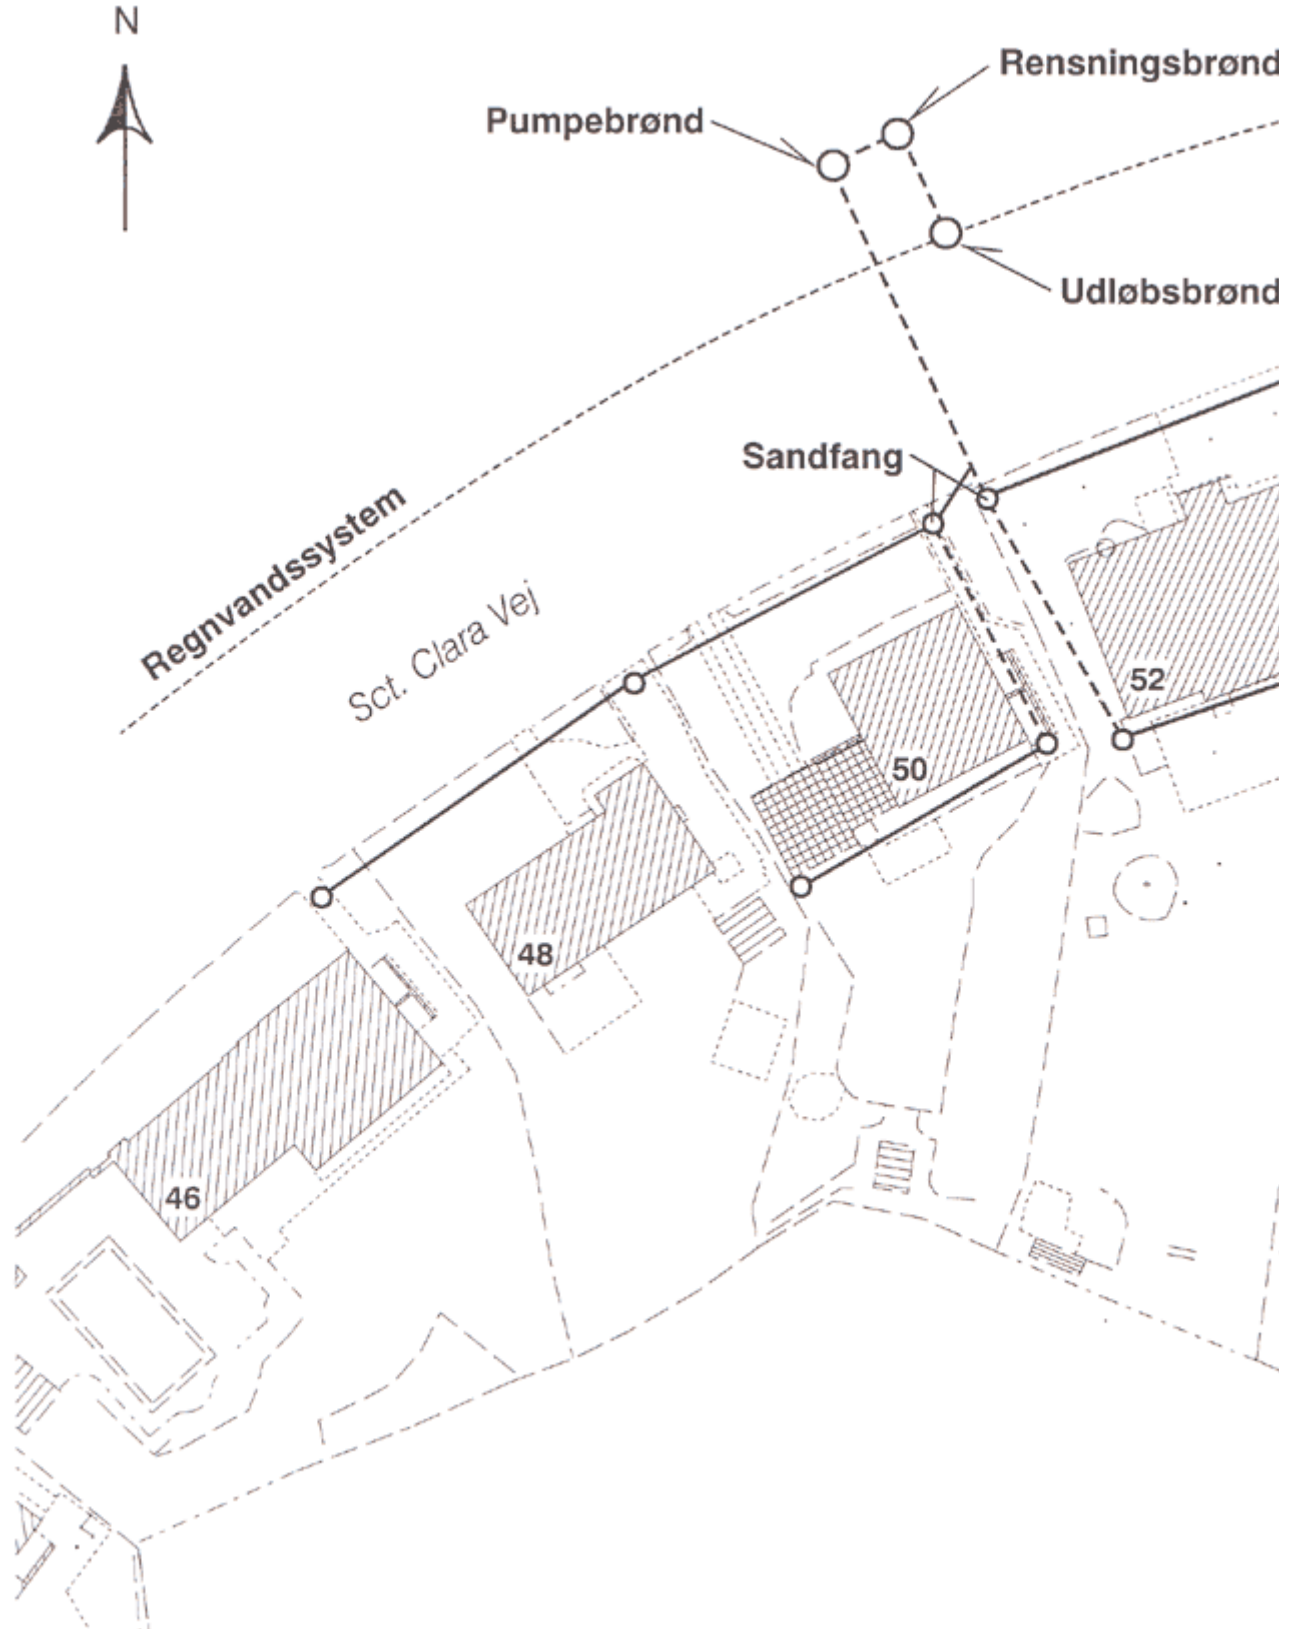 N
Rensningsbrønd
Pumpebrønd
Udløbsbrønd
Sandfang
Regnvandssystem
Sct. Clara Vej
52
50
48
46